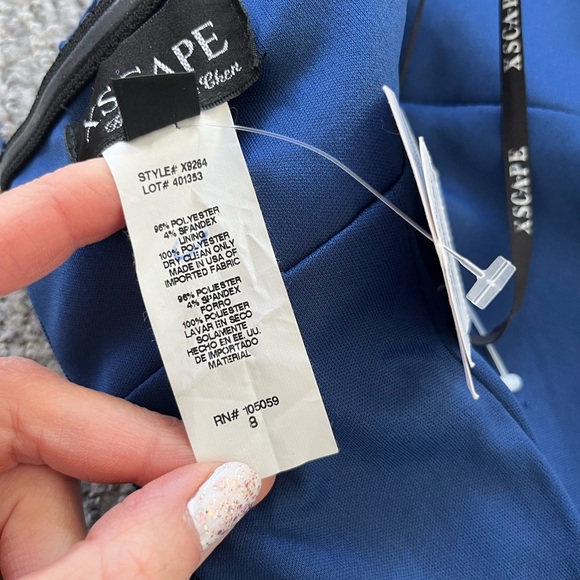 XSCAPE
Chen
STYLE# X9264
LOT# 401353
96% POLYESTER
4% SPANDEX
LINING
100% POLYESTER
DRY CLEAN ONLY
MADE IN USA OF
IMPORTED FABRIC
96% POLIESTER
4% SPANDEX
FORRO
100% POLIESTER
LAVAR EN SECO
SOLAMENTE
HECHO EN EE. UU.
DE IMPORTADO
MATERIAL
RN# 105059
8
XSCAPE
XSCAPE